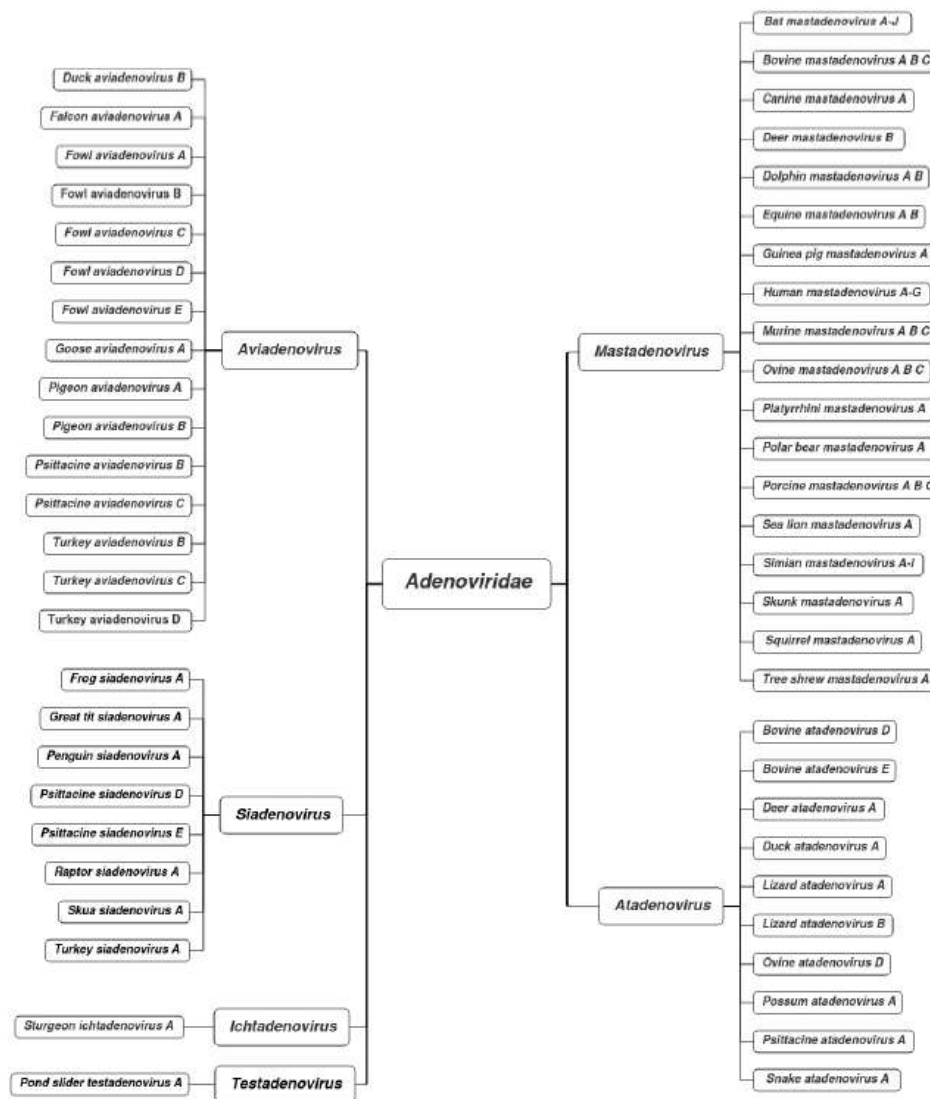 Duck aviadenovirus B
Falcon aviadenovirus A
Fowl aviadenovirus A
Fowl aviadenovirus B
Fowl aviadenovirus C
Fowl aviadenovirus D
Fowl aviadenovirus E
Goose aviadenovirus A
Pigeon aviadenovirus A
Pigeon aviadenovirus B
Psittacine aviadenovirus B
Psittacine aviadenovirus C
Turkey aviadenovirus B
Turkey aviadenovirus C
Turkey aviadenovirus D
Aviadenovirus
Frog siadenovirus A
Great tit siadenovirus A
Penguin siadenovirus A
Psittacine siadenovirus D
Psittacine siadenovirus E
Raptor siadenovirus A
Skua siadenovirus A
Turkey siadenovirus A
Siadenovirus
Sturgeon ichtadenovirus A
Ichtadenovirus
Pond slider testadenovirus A
Testadenovirus
Adenoviridae
Mastadenovirus
Bat mastadenovirus A-J
Bovine mastadenovirus A B C
Canine mastadenovirus A
Deer mastadenovirus B
Dolphin mastadenovirus A B
Equine mastadenovirus A B
Guinea pig mastadenovirus A
Human mastadenovirus A-G
Murine mastadenovirus A B C
Ovine mastadenovirus A B C
Platyrrhini mastadenovirus A
Polar bear mastadenovirus A
Porcine mastadenovirus A B C
Sea lion mastadenovirus A
Simian mastadenovirus A-I
Skunk mastadenovirus A
Squirrel mastadenovirus A
Tree shrew mastadenovirus A
Atadenovirus
Bovine atadenovirus D
Bovine atadenovirus E
Deer atadenovirus A
Duck atadenovirus A
Lizard atadenovirus A
Lizard atadenovirus B
Ovine atadenovirus D
Possum atadenovirus A
Psittacine atadenovirus A
Snake atadenovirus A